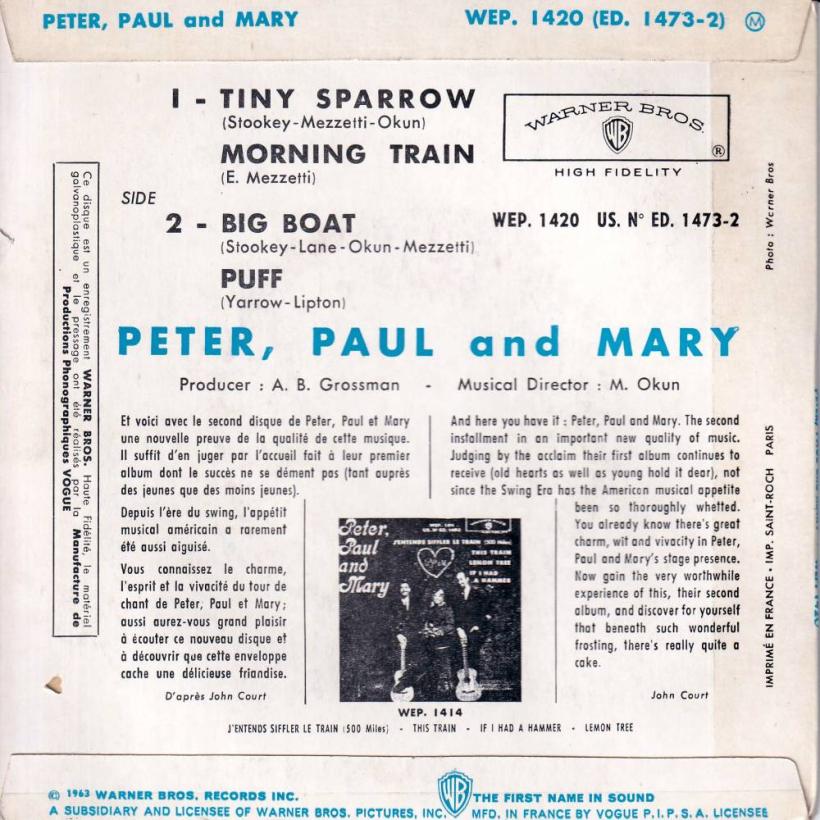 PETER, PAUL and MARY
WEP. 1420 (ED. 1473-2) M
1 - TINY SPARROW
(Stookey-Mezzetti-Okun)
MORNING TRAIN
(E. Mezzetti)
SIDE
2 - BIG BOAT
(Stookey-Lane-Okun-Mezzetti)
PUFF
(Yarrow-Lipton)
WARNER BROS.
WB
®
HIGH FIDELITY
WEP. 1420 US. N° ED. 1473-2
Photo : Warner Bros
Ce disque est un enregistrement WARNER BROS. Haute Fidélité, le matériel
galvanoplastique et le pressage ont été réalisés par la Manufacture de
Productions Phonographiques VOGUE
PETER, PAUL and MARY
Producer : A. B. Grossman - Musical Director : M. Okun
Et voici avec le second disque de Peter, Paul et Mary
une nouvelle preuve de la qualité de cette musique.
Il suffit d'en juger par l'accueil fait à leur premier
album dont le succès ne se dément pas (tant auprès
des jeunes que des moins jeunes).
Depuis l'ère du swing, l'appétit
musical américain a rarement
été aussi aiguisé.
Vous connaissez le charme,
l'esprit et la vivacité du tour de
chant de Peter, Paul et Mary;
aussi aurez-vous grand plaisir
à écouter ce nouveau disque et
à découvrir que cette enveloppe
cache une délicieuse friandise.
D'après John Court
And here you have it : Peter, Paul and Mary. The second
installment in an important new quality of music.
Judging by the acclaim their first album continues to
receive (old hearts as well as young hold it dear), not
since the Swing Era has the American musical appetite
been so thoroughly whetted.
You already know there's great
charm, wit and vivacity in Peter,
Paul and Mary's stage presence.
Now gain the very worthwhile
experience of this, their second
album, and discover for yourself
that beneath such wonderful
frosting, there's really quite a
cake.
John Court
Peter,
Paul
and
Mary
J'ENTENDS SIFFLER LE TRAIN (500 Miles)
THIS TRAIN
LEMON TREE
IF I HAD
A HAMMER
WEP. 1414
J'ENTENDS SIFFLER LE TRAIN (500 Miles) - THIS TRAIN - IF I HAD A HAMMER - LEMON TREE
IMPRIMÉ EN FRANCE • IMP. SAINT-ROCH PARIS
© 1963 WARNER BROS. RECORDS INC.
A SUBSIDIARY AND LICENSEE OF WARNER BROS. PICTURES, INC.
WB
THE FIRST NAME IN SOUND
MFD. IN FRANCE BY VOGUE P.I.P.S.A. LICENSEE